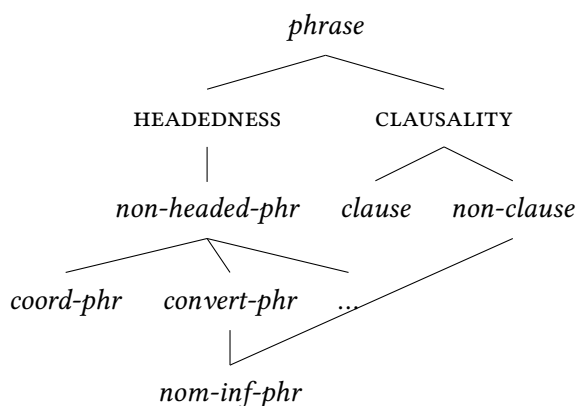 phrase
HEADEDNESS CLAUSALITY
non-headed-phr clause non-clause
coord-phr convert-phr ...
nom-inf-phr